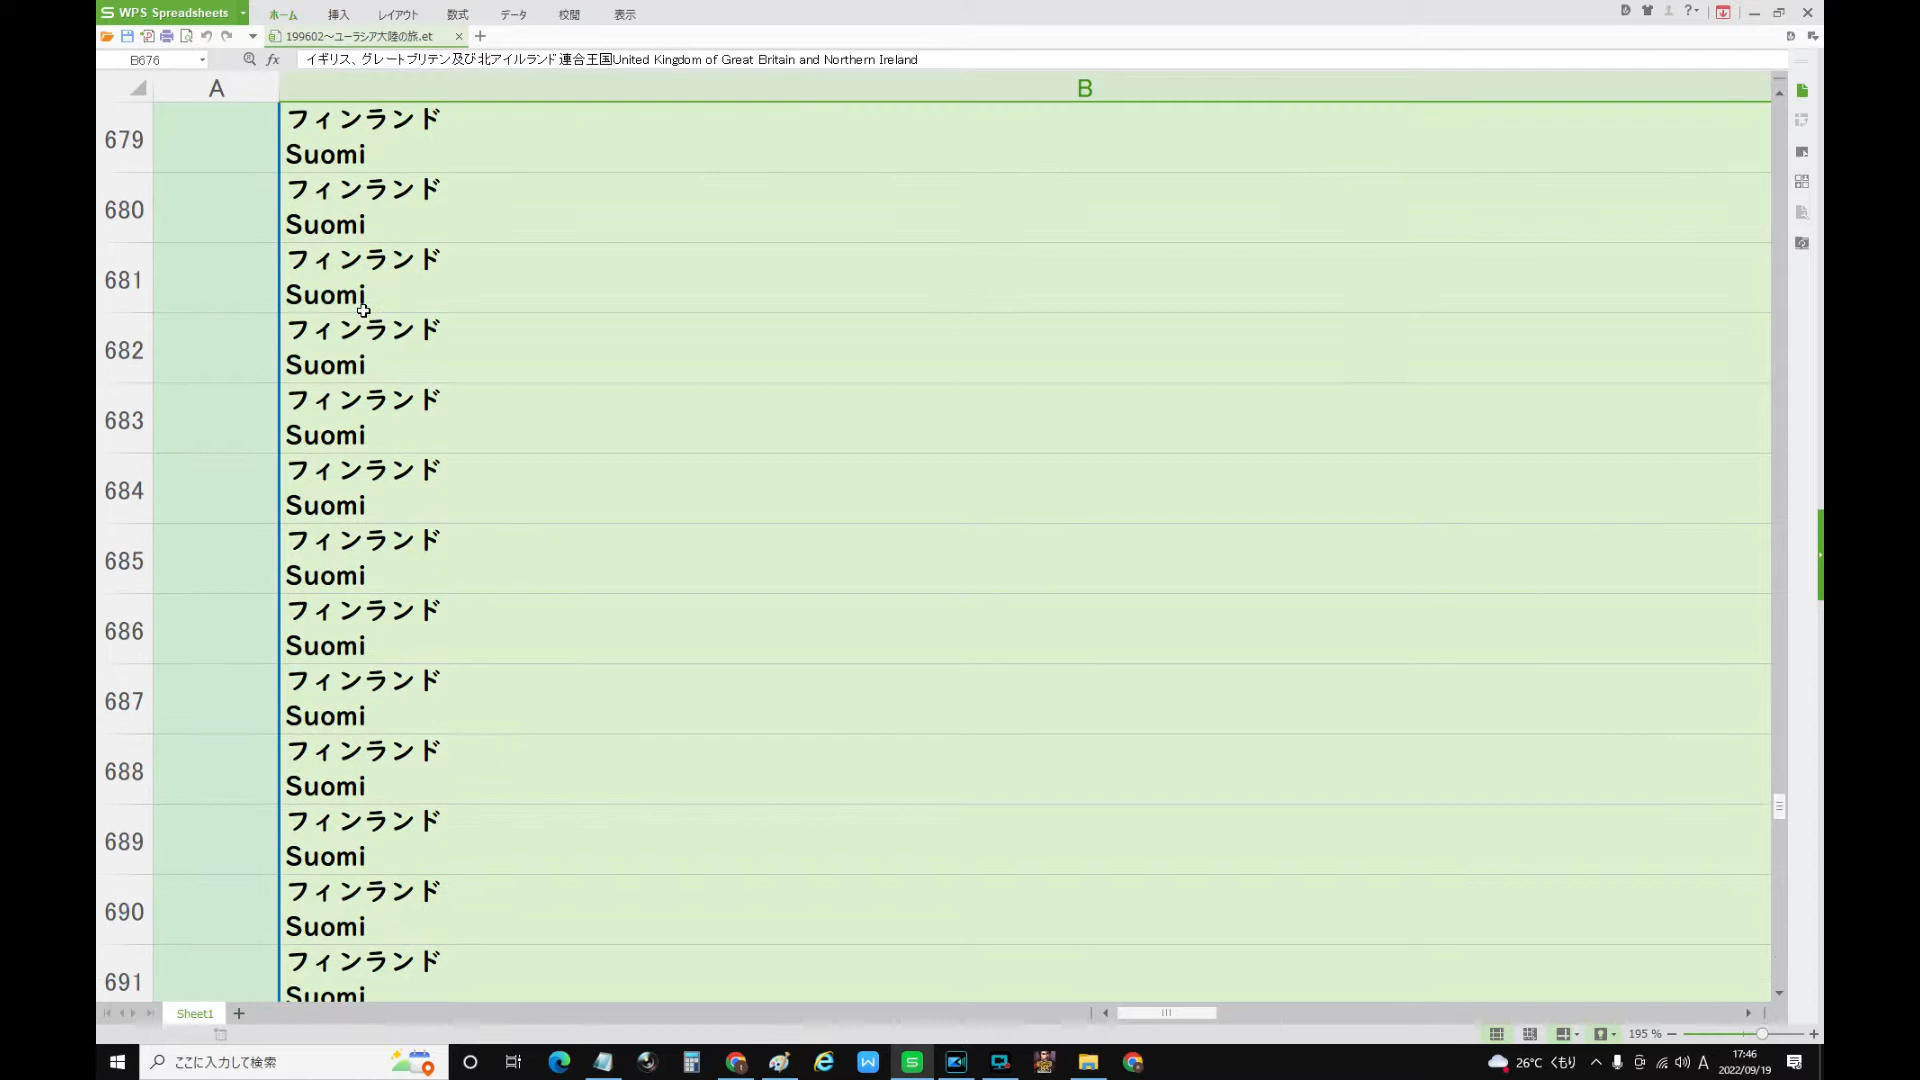 WPS Spreadsheets
ホーム 挿入 レイアウト 数式 データ 校閲 表示
199602～ユーラシア大陸の旅.et
B676
fx
イギリス、グレートブリテン及び北アイルランド連合王国United Kingdom of Great Britain and Northern Ireland
A B
679
フィンランド
Suomi
680
フィンランド
Suomi
681
フィンランド
Suomi
682
フィンランド
Suomi
683
フィンランド
Suomi
684
フィンランド
Suomi
685
フィンランド
Suomi
686
フィンランド
Suomi
687
フィンランド
Suomi
688
フィンランド
Suomi
689
フィンランド
Suomi
690
フィンランド
Suomi
691
フィンランド
Suomi
Sheet1
195 %
ここに入力して検索
26°C くもり
A
17:46
2022/09/19